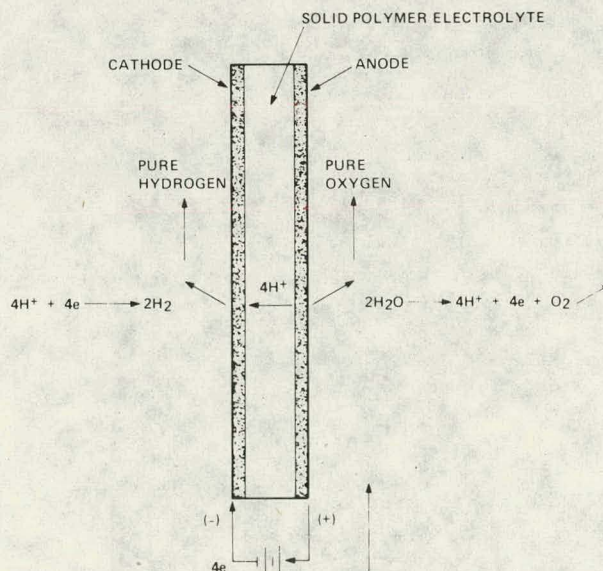 SOLID POLYMER ELECTROLYTE
CATHODE
ANODE
PURE
HYDROGEN
PURE
OXYGEN
4H⁺ + 4e → 2H₂
4H⁺
2H₂O → 4H⁺ + 4e + O₂
(-)
(+)
4e